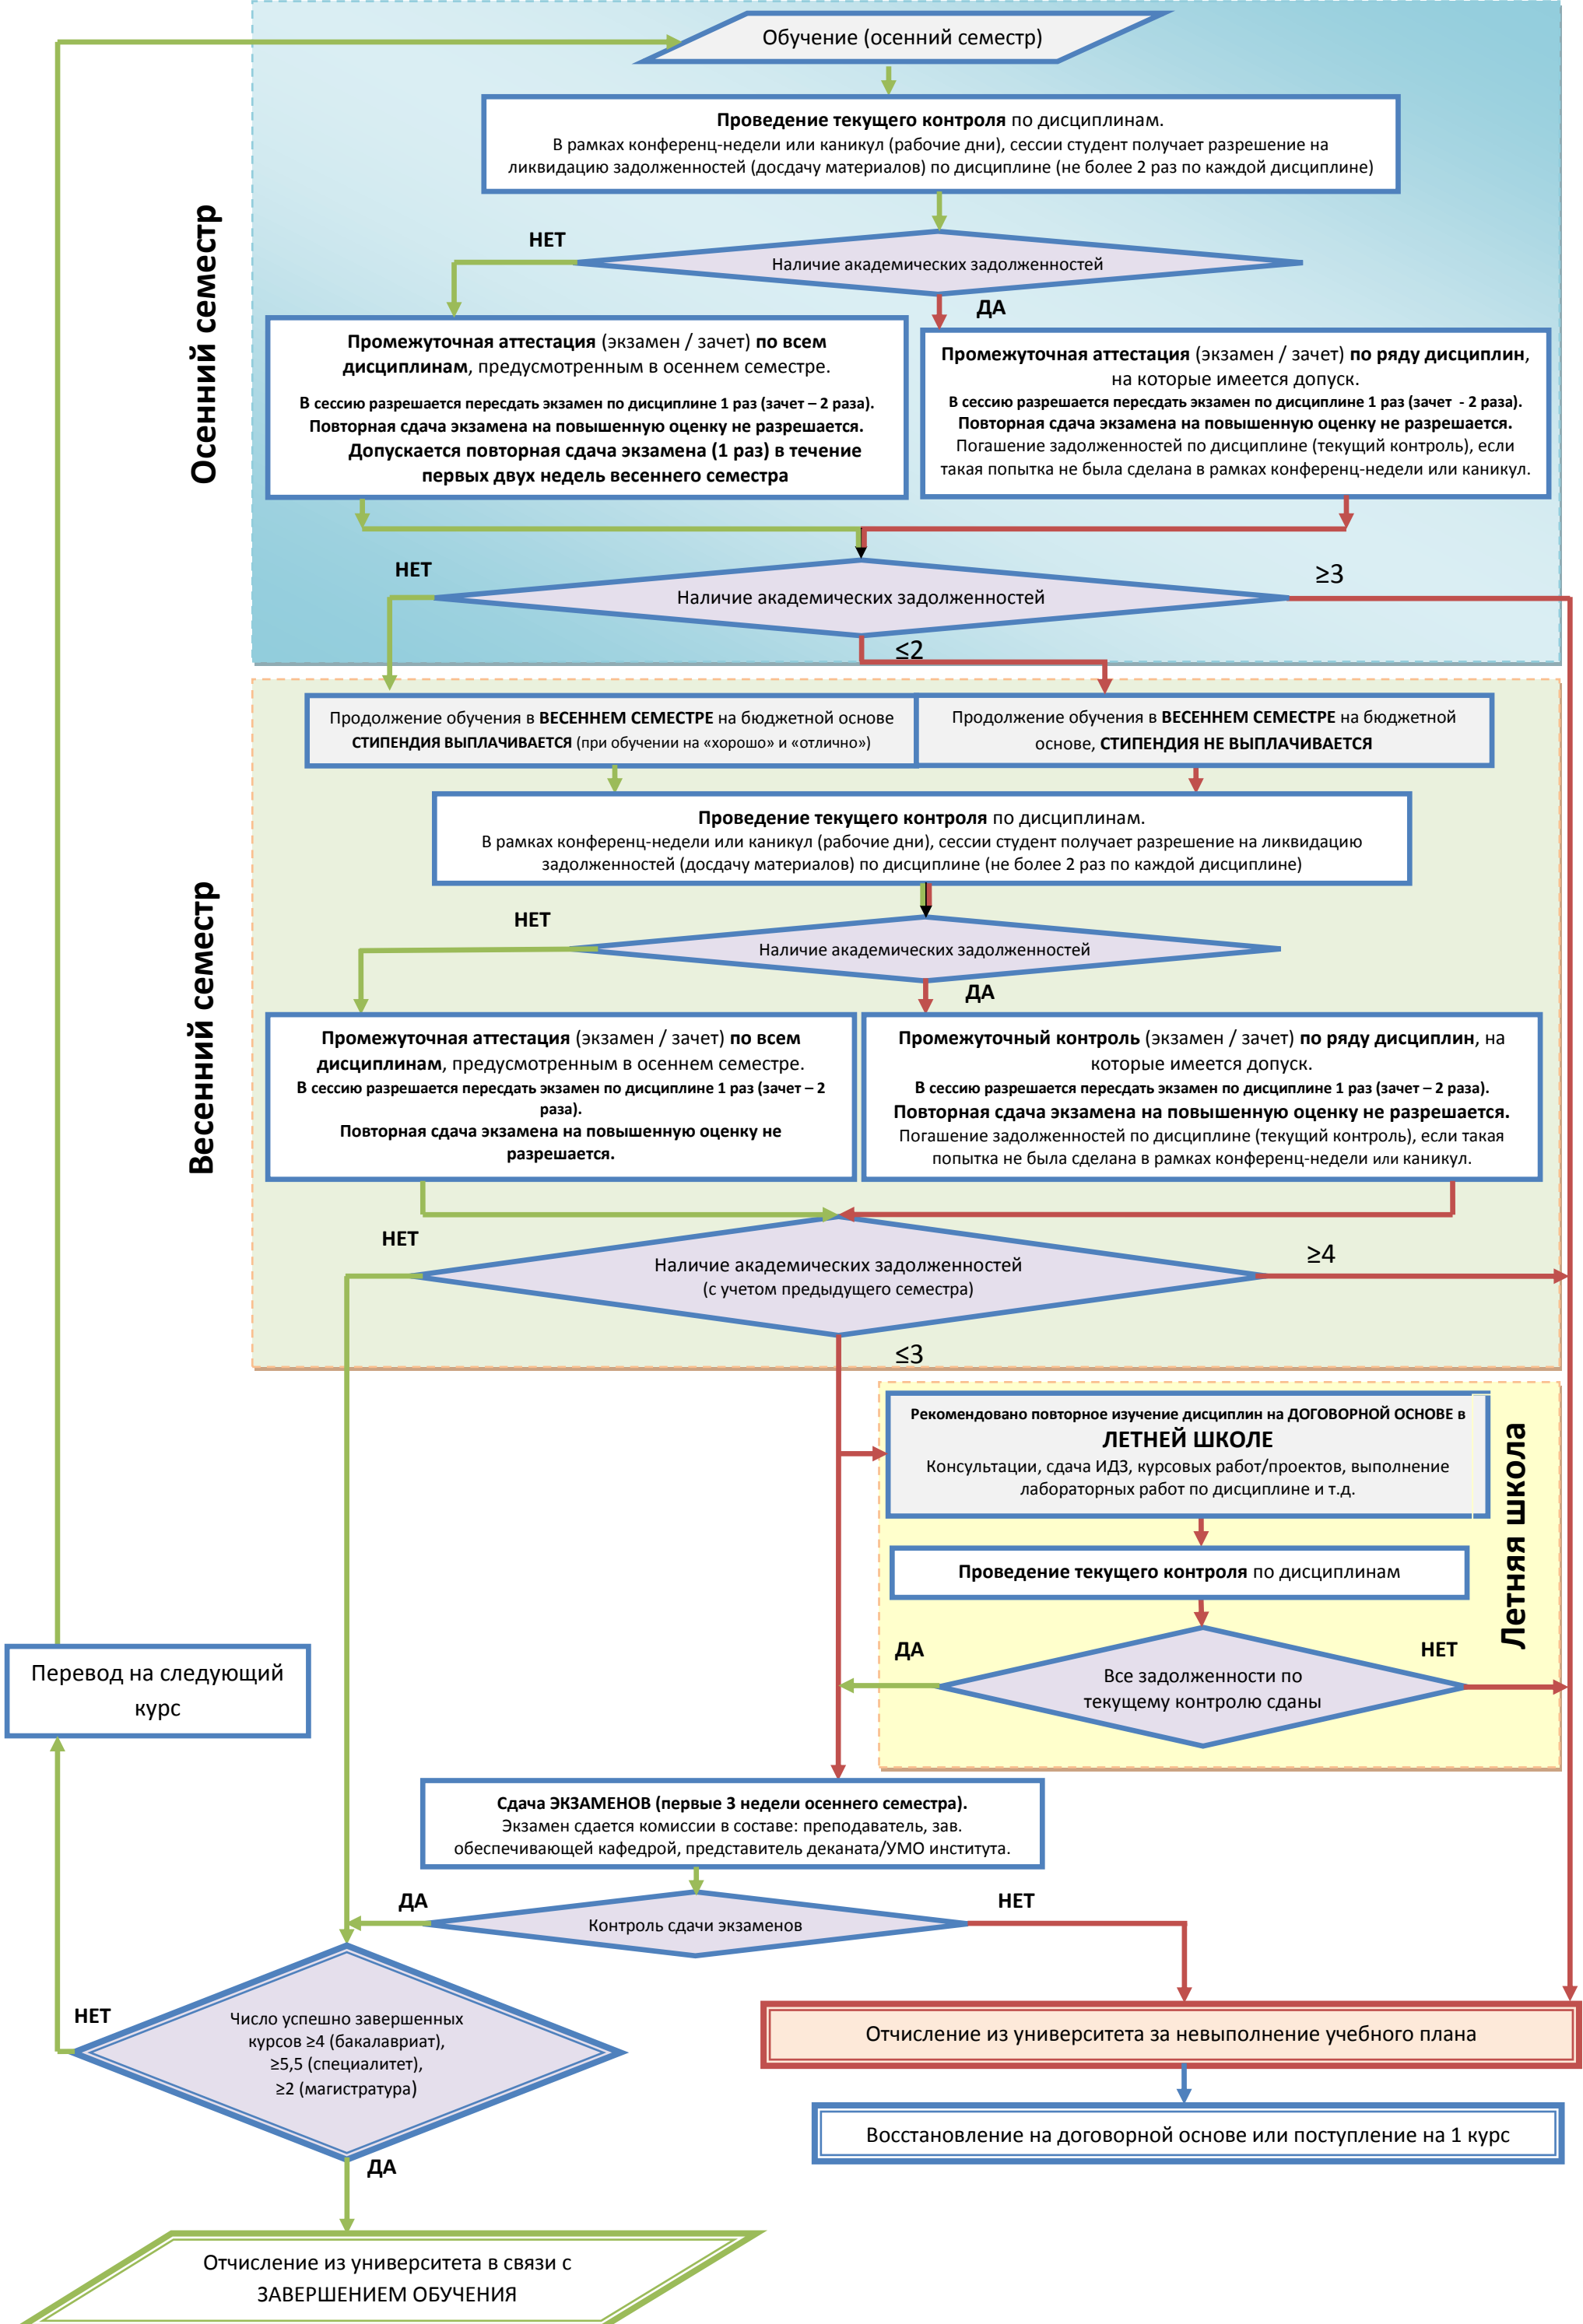 Обучение (осенний семестр)
Проведение текущего контроля по дисциплинам.
В рамках конференц-недели или каникул (рабочие дни), сессии студент получает разрешение на
ликвидацию задолженностей (досдачу материалов) по дисциплине (не более 2 раз по каждой дисциплине)
Осенний семестр
НЕТ
Наличие академических задолженностей
ДА
Промежуточная аттестация (экзамен / зачет) по всем
дисциплинам, предусмотренным в осеннем семестре.
В сессию разрешается пересдать экзамен по дисциплине 1 раз (зачет – 2 раза).
Повторная сдача экзамена на повышенную оценку не разрешается.
Допускается повторная сдача экзамена (1 раз) в течение
первых двух недель весеннего семестра
Промежуточная аттестация (экзамен / зачет) по ряду дисциплин,
на которые имеется допуск.
В сессию разрешается пересдать экзамен по дисциплине 1 раз (зачет - 2 раза).
Повторная сдача экзамена на повышенную оценку не разрешается.
Погашение задолженностей по дисциплине (текущий контроль), если
такая попытка не была сделана в рамках конференц-недели или каникул.
НЕТ
≥3
Наличие академических задолженностей
≤2
Продолжение обучения в ВЕСЕННЕМ СЕМЕСТРЕ на бюджетной основе
СТИПЕНДИЯ ВЫПЛАЧИВАЕТСЯ (при обучении на «хорошо» и «отлично»)
Продолжение обучения в ВЕСЕННЕМ СЕМЕСТРЕ на бюджетной
основе, СТИПЕНДИЯ НЕ ВЫПЛАЧИВАЕТСЯ
Проведение текущего контроля по дисциплинам.
В рамках конференц-недели или каникул (рабочие дни), сессии студент получает разрешение на ликвидацию
задолженностей (досдачу материалов) по дисциплине (не более 2 раз по каждой дисциплине)
Весенний семестр
НЕТ
Наличие академических задолженностей
ДА
Промежуточная аттестация (экзамен / зачет) по всем
дисциплинам, предусмотренным в осеннем семестре.
В сессию разрешается пересдать экзамен по дисциплине 1 раз (зачет – 2
раза).
Повторная сдача экзамена на повышенную оценку не
разрешается.
Промежуточный контроль (экзамен / зачет) по ряду дисциплин, на
которые имеется допуск.
В сессию разрешается пересдать экзамен по дисциплине 1 раз (зачет – 2 раза).
Повторная сдача экзамена на повышенную оценку не разрешается.
Погашение задолженностей по дисциплине (текущий контроль), если такая
попытка не была сделана в рамках конференц-недели или каникул.
НЕТ
≥4
Наличие академических задолженностей
(с учетом предыдущего семестра)
≤3
Рекомендовано повторное изучение дисциплин на ДОГОВОРНОЙ ОСНОВЕ в
ЛЕТНЕЙ ШКОЛЕ
Консультации, сдача ИДЗ, курсовых работ/проектов, выполнение
лабораторных работ по дисциплине и т.д.
Летняя школа
Проведение текущего контроля по дисциплинам
ДА
НЕТ
Все задолженности по
текущему контролю сданы
Перевод на следующий
курс
Сдача ЭКЗАМЕНОВ (первые 3 недели осеннего семестра).
Экзамен сдается комиссии в составе: преподаватель, зав.
обеспечивающей кафедрой, представитель деканата/УМО института.
ДА
НЕТ
Контроль сдачи экзаменов
НЕТ
Число успешно завершенных
курсов ≥4 (бакалавриат),
≥5,5 (специалитет),
≥2 (магистратура)
ДА
Отчисление из университета за невыполнение учебного плана
Восстановление на договорной основе или поступление на 1 курс
Отчисление из университета в связи с
ЗАВЕРШЕНИЕМ ОБУЧЕНИЯ